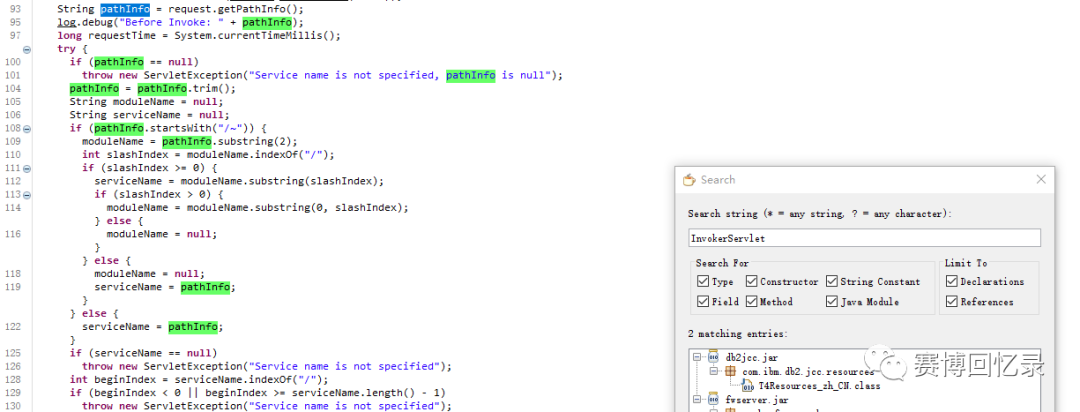 93 String pathInfo = request.getPathInfo();
95 log.debug("Before Invoke: " + pathInfo);
97 long requestTime = System.currentTimeMillis();
try {
100 if (pathInfo == null)
101 throw new ServletException("Service name is not specified, pathInfo is null");
104 pathInfo = pathInfo.trim();
105 String moduleName = null;
106 String serviceName = null;
108 if (pathInfo.startsWith("/~")) {
109 moduleName = pathInfo.substring(2);
110 int slashIndex = moduleName.indexOf("/");
111 if (slashIndex >= 0) {
112 serviceName = moduleName.substring(slashIndex);
113 if (slashIndex > 0) {
114 moduleName = moduleName.substring(0, slashIndex);
} else {
116 moduleName = null;
}
} else {
118 moduleName = null;
119 serviceName = pathInfo;
}
} else {
122 serviceName = pathInfo;
}
125 if (serviceName == null)
126 throw new ServletException("Service name is not specified");
128 int beginIndex = serviceName.indexOf("/");
129 if (beginIndex < 0 || beginIndex >= serviceName.length() - 1)
130 throw new ServletException("Service name is not specified");
Search
Search string (* = any string, ? = any character):
InvokerServlet
Search For
Type Constructor String Constant
Field Method Java Module
Limit To
Declarations
References
2 matching entries:
db2jcc.jar
com.ibm.db2.jcc.resources
T4Resources_zh_CN.class
fwserver.jar
赛博回忆录